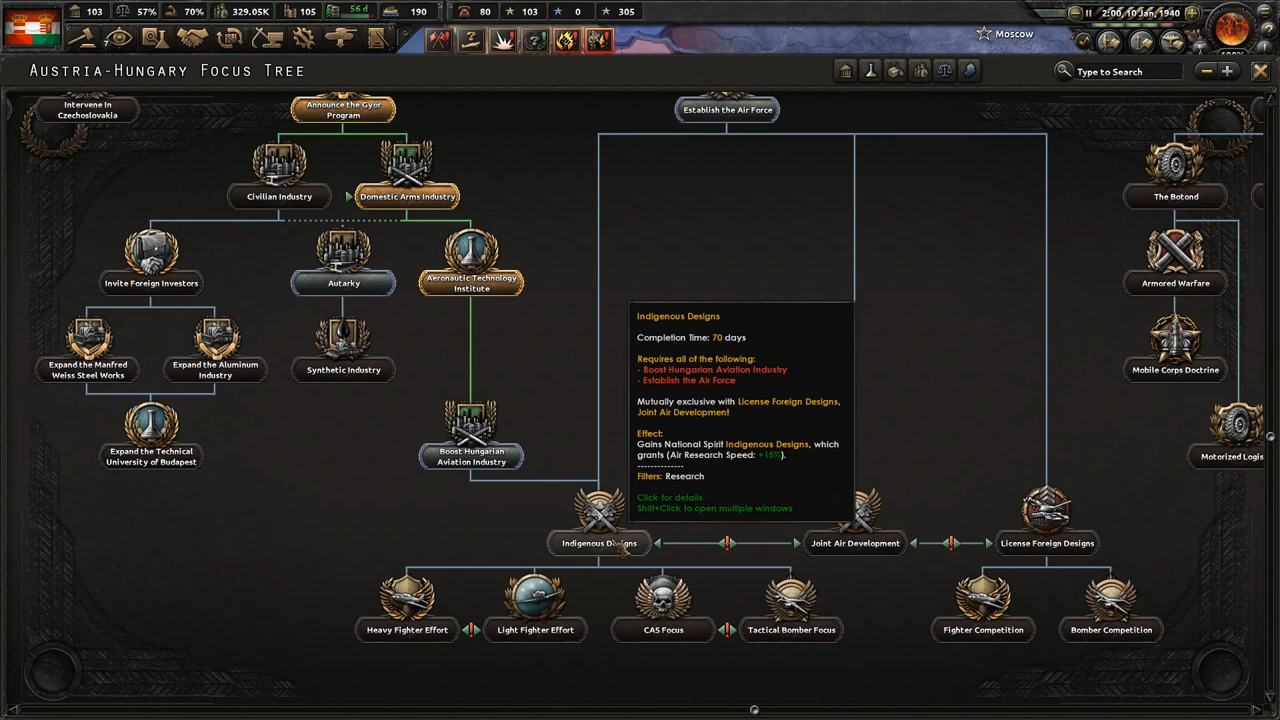 103 57% 70% 329.05K 105 56 d 190 80 103 0 305
2:00, 10 Jan, 1940
7
Moscow
100%
AUSTRIA-HUNGARY FOCUS TREE
Type to Search
Intervene In
Czechoslovakia
Announce the Győr
Program
Establish the Air Force
Civilian Industry
Domestic Arms Industry
The Botond
Invite Foreign Investors
Autarky
Aeronautic Technology
Institute
Armored Warfare
Expand the Manfred
Weiss Steel Works
Expand the Aluminum
Industry
Synthetic Industry
Mobile Corps Doctrine
Expand the Technical
University of Budapest
Boost Hungarian
Aviation Industry
Motorized Logis
Indigenous Designs
Completion Time: 70 days
Requires all of the following:
- Boost Hungarian Aviation Industry
- Establish the Air Force
Mutually exclusive with License Foreign Designs,
Joint Air Development
Effect:
Gains National Spirit Indigenous Designs, which
grants (Air Research Speed: +15%).
--------------
Filters: Research
Click for details
Shift+Click to open multiple windows
Indigenous Designs
Joint Air Development
License Foreign Designs
Heavy Fighter Effort
Light Fighter Effort
CAS Focus
Tactical Bomber Focus
Fighter Competition
Bomber Competition